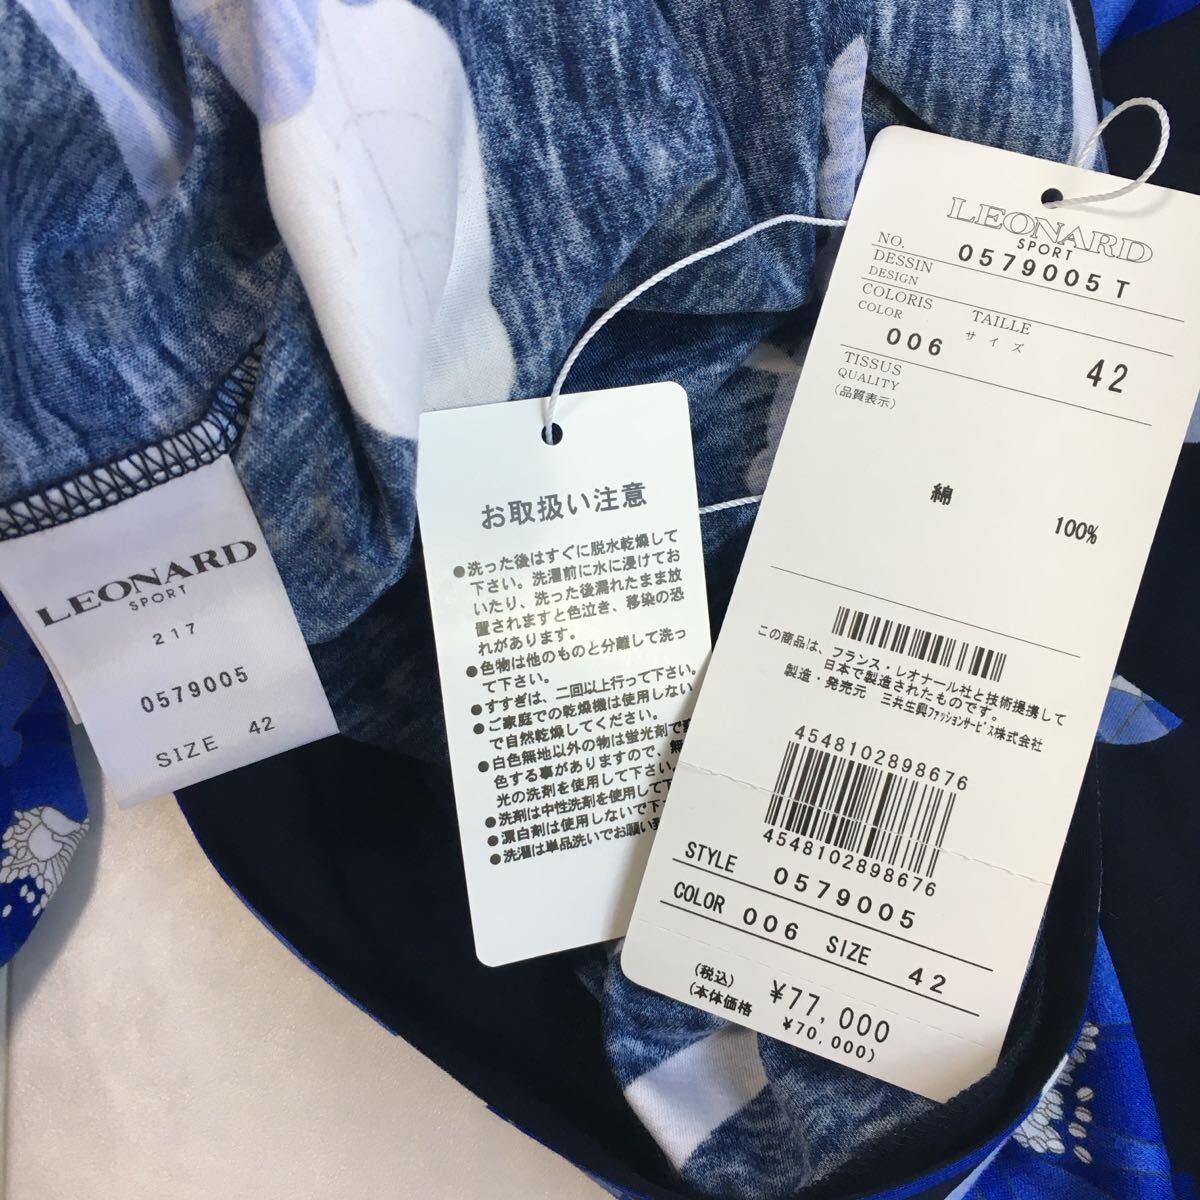 LEONARD
SPORT
217
0579005
SIZE 42
お取扱い注意
●洗った後はすぐに脱水乾燥して
下さい。洗濯前に水に浸けてお
いたり、洗った後濡れたまま放
置されますと色泣き、移染の恐
れがあります。
●色物は他のものと分離して洗っ
て下さい。
●すすぎは、二回以上行って下さい。
●ご家庭での乾燥機は使用しない
で自然乾燥してください。
●白色無地以外の物は蛍光剤で
色する事がありますので、無
光の洗剤を使用して下さい。
●洗剤は中性洗剤を使用して下
●漂白剤は使用しないで下
●洗濯は単品洗いでお願い
LEONARD
SPORT
NO. 0579005 T
DESSIN
DESIGN
COLORIS TAILLE
COLOR サイズ
006 42
TISSUS
QUALITY
(品質表示)
綿 100%
この商品は、フランス・レオナール社と技術提携して
日本で製造されたものです。
製造・発売元 三共生興ファッションサービス株式会社
4548102898676
4548102898676
STYLE 0579005
COLOR 006 SIZE 42
(税込) ¥77,000
(本体価格 ¥70,000)